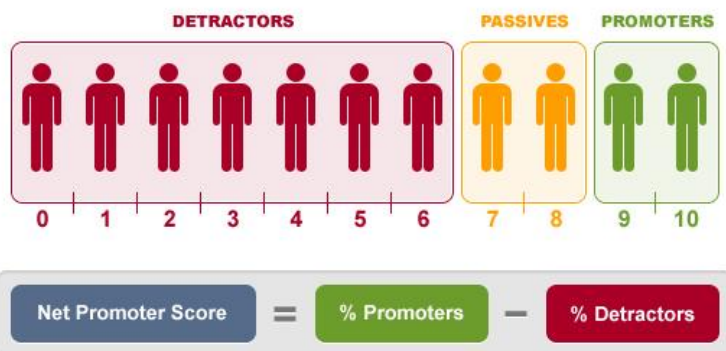 DETRACTORS PASSIVES PROMOTERS
0 1 2 3 4 5 6 7 8 9 10
Net Promoter Score = % Promoters − % Detractors